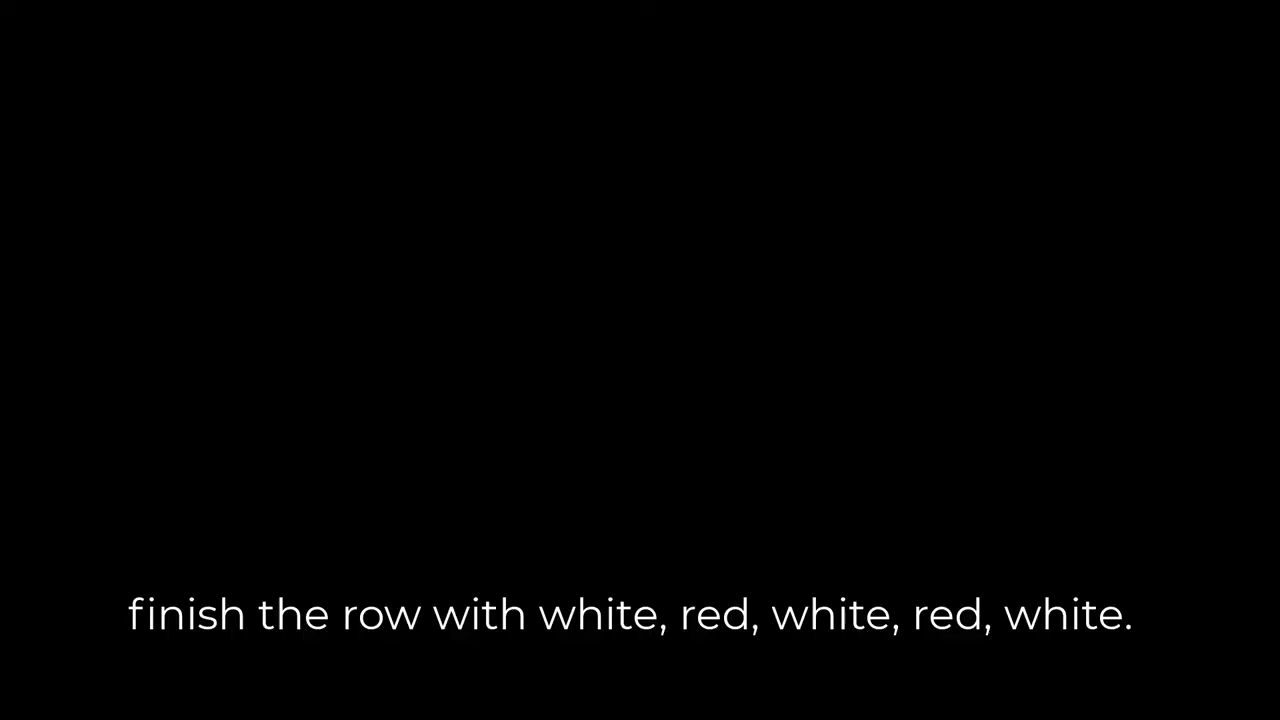 finish the row with white, red, white, red, white.